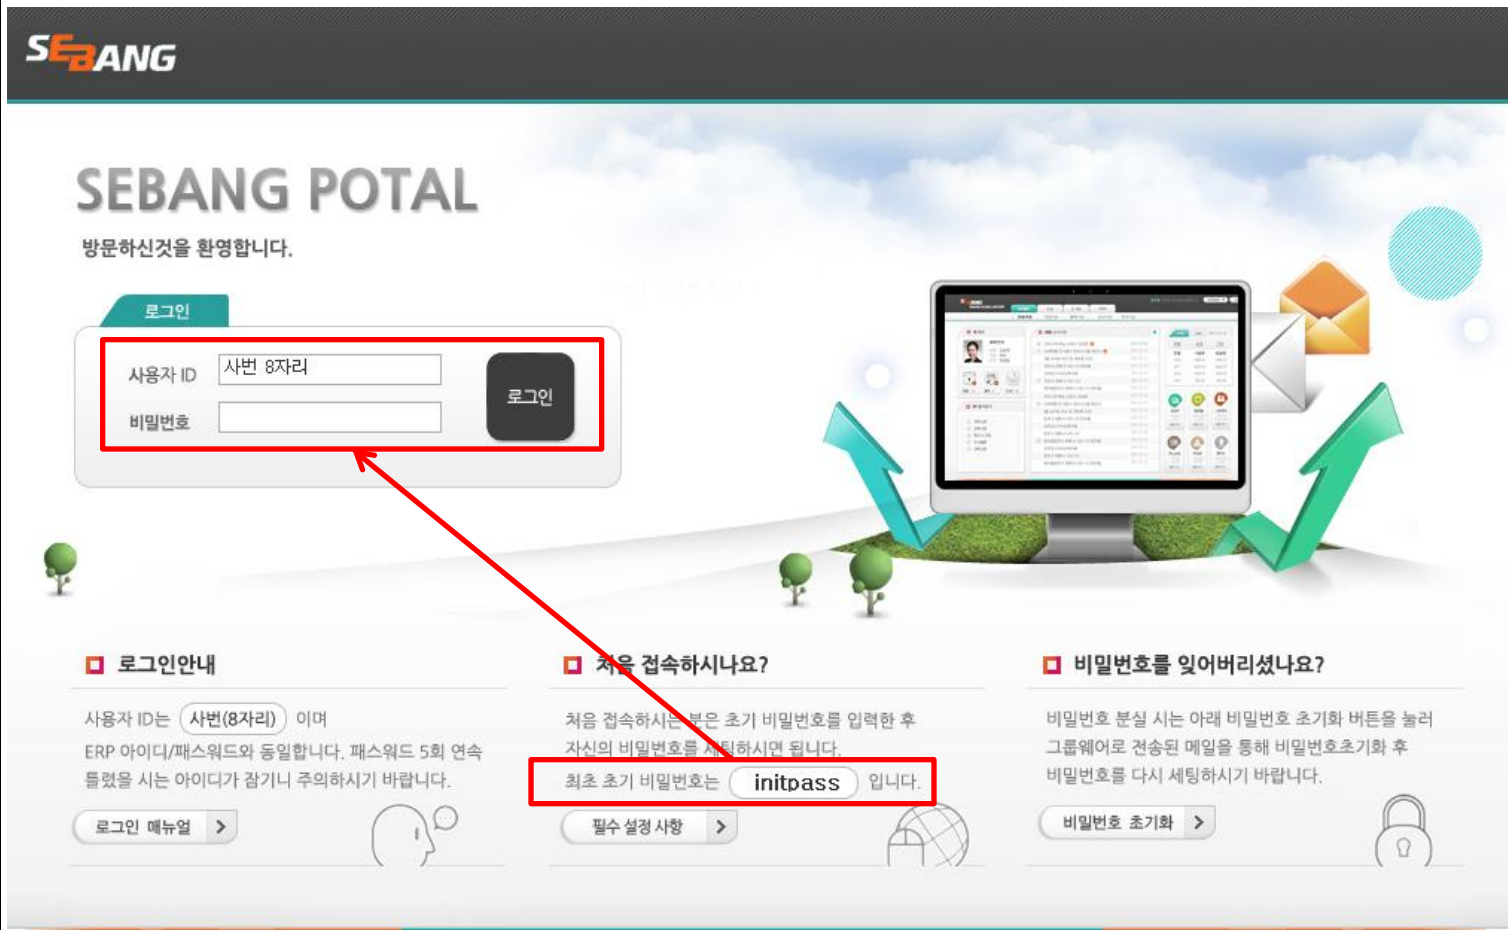 SEBANG
SEBANG POTAL
방문하신것을 환영합니다.
로그인
사용자 ID 사번 8자리
비밀번호
로그인
로그인안내
사용자 ID는 사번(8자리) 이며
ERP 아이디/패스워드와 동일합니다. 패스워드 5회 연속
틀렸을 시는 아이디가 잠기니 주의하시기 바랍니다.
로그인 매뉴얼
처음 접속하시나요?
처음 접속하시는 분은 초기 비밀번호를 입력한 후
자신의 비밀번호를 세팅하시면 됩니다.
최초 초기 비밀번호는 initpass 입니다.
필수 설정 사항
비밀번호를 잊어버리셨나요?
비밀번호 분실 시는 아래 비밀번호 초기화 버튼을 눌러
그룹웨어로 전송된 메일을 통해 비밀번호초기화 후
비밀번호를 다시 세팅하시기 바랍니다.
비밀번호 초기화